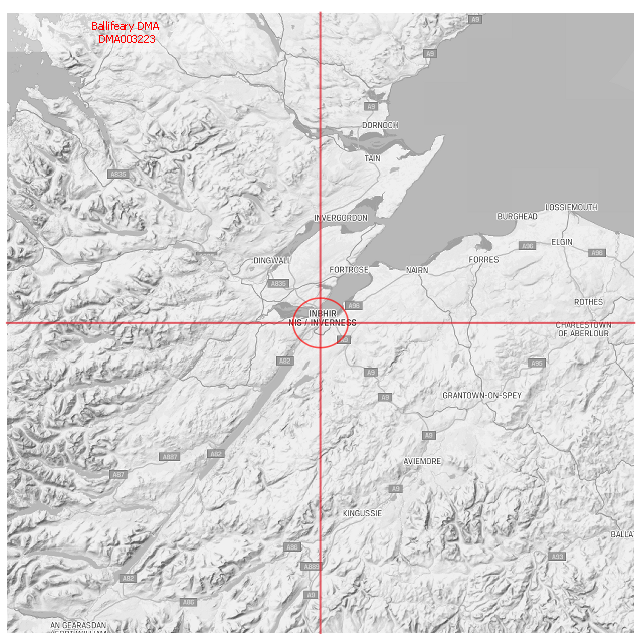 A9
Ballifeary DMA
DMA003223
A9
A9
DORNOCH
TAIN
A835
LOSSIEMOUTH
BURGHEAD
INVERGORDON
ELGIN
A96
A96
DINGWALL
FORRES
FORTROSE
NAIRN
A835
ROTHES
A96
INBHIR
NIS / INVERNESS
CHARLESTOWN
OF ABERLOUR
A82
A95
A9
A9
GRANTOWN-ON-SPEY
A9
A82
A887
AVIEMORE
A87
A9
KINGUSSIE
BALLA
A86
A93
A889
A82
A9
A86
AN GEARASDAN